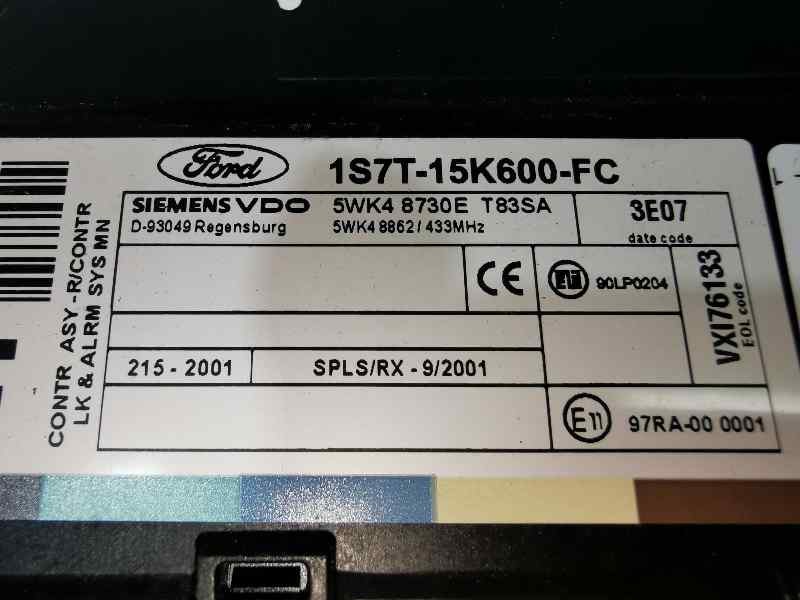 Ford 1S7T-15K600-FC
SIEMENS VDO 5WK4 8730E T83SA 3E07
D-93049 Regensburg 5WK4 8862 / 433MHz date code
CE 90LP0204
VXI76133
EOL code
215 - 2001 SPLS/RX - 9/2001
E11 97RA-00 0001
CONTR ASY -R/CONTR
LK & ALRM SYS MN